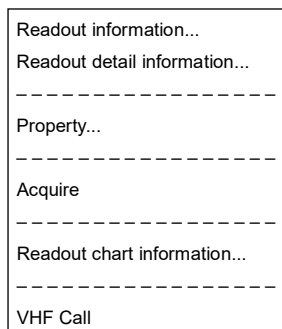 Readout information...
Readout detail information...
Property...
Acquire
Readout chart information...
VHF Call